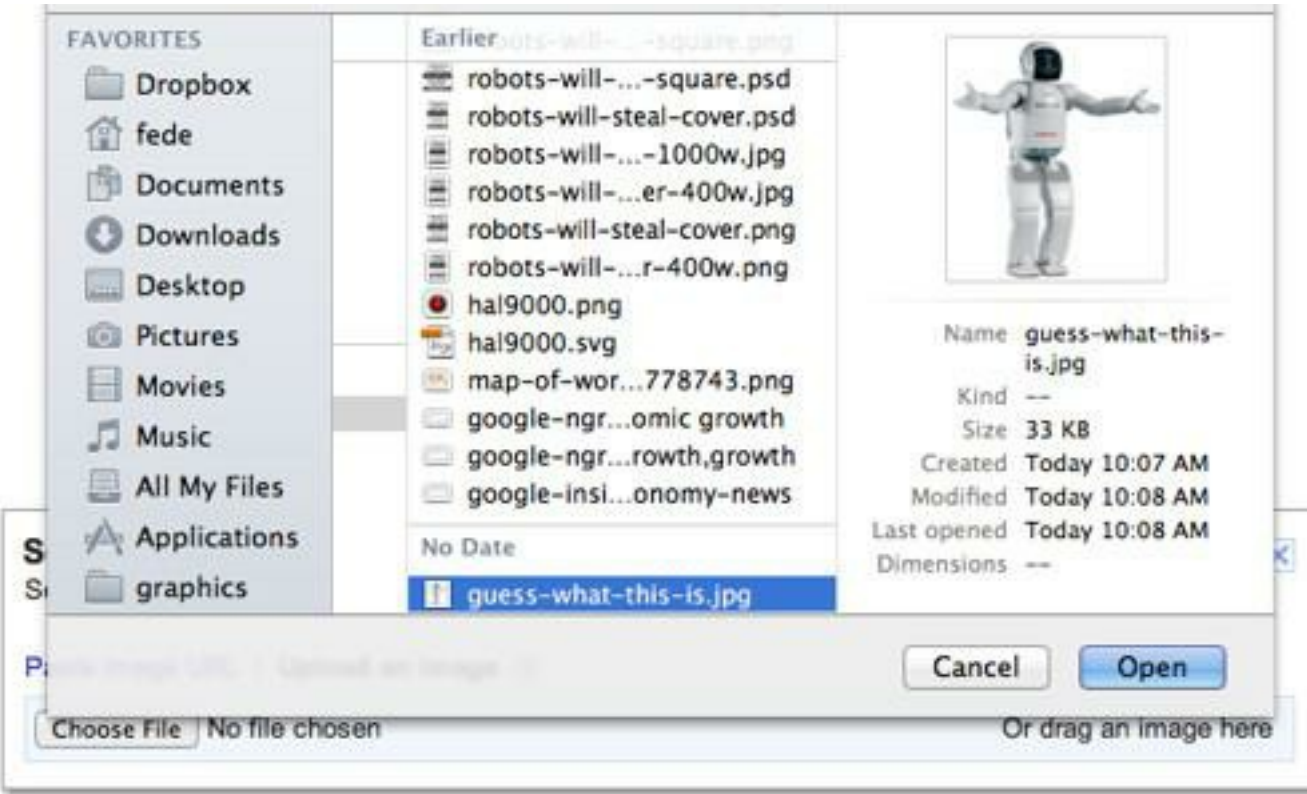 FAVORITES
Dropbox
fede
Documents
Downloads
Desktop
Pictures
Movies
Music
All My Files
Applications
graphics
Earlier
robots-will-...-square.psd
robots-will-steal-cover.psd
robots-will-...-1000w.jpg
robots-will-...er-400w.jpg
robots-will-steal-cover.png
robots-will-...r-400w.png
hal9000.png
hal9000.svg
map-of-wor...778743.png
google-ngr...omic growth
google-ngr...rowth,growth
google-insi...onomy-news
No Date
guess-what-this-is.jpg
Name guess-what-this-
is.jpg
Kind --
Size 33 KB
Created Today 10:07 AM
Modified Today 10:08 AM
Last opened Today 10:08 AM
Dimensions --
Cancel
Open
Upload an image
Choose File No file chosen
Or drag an image here